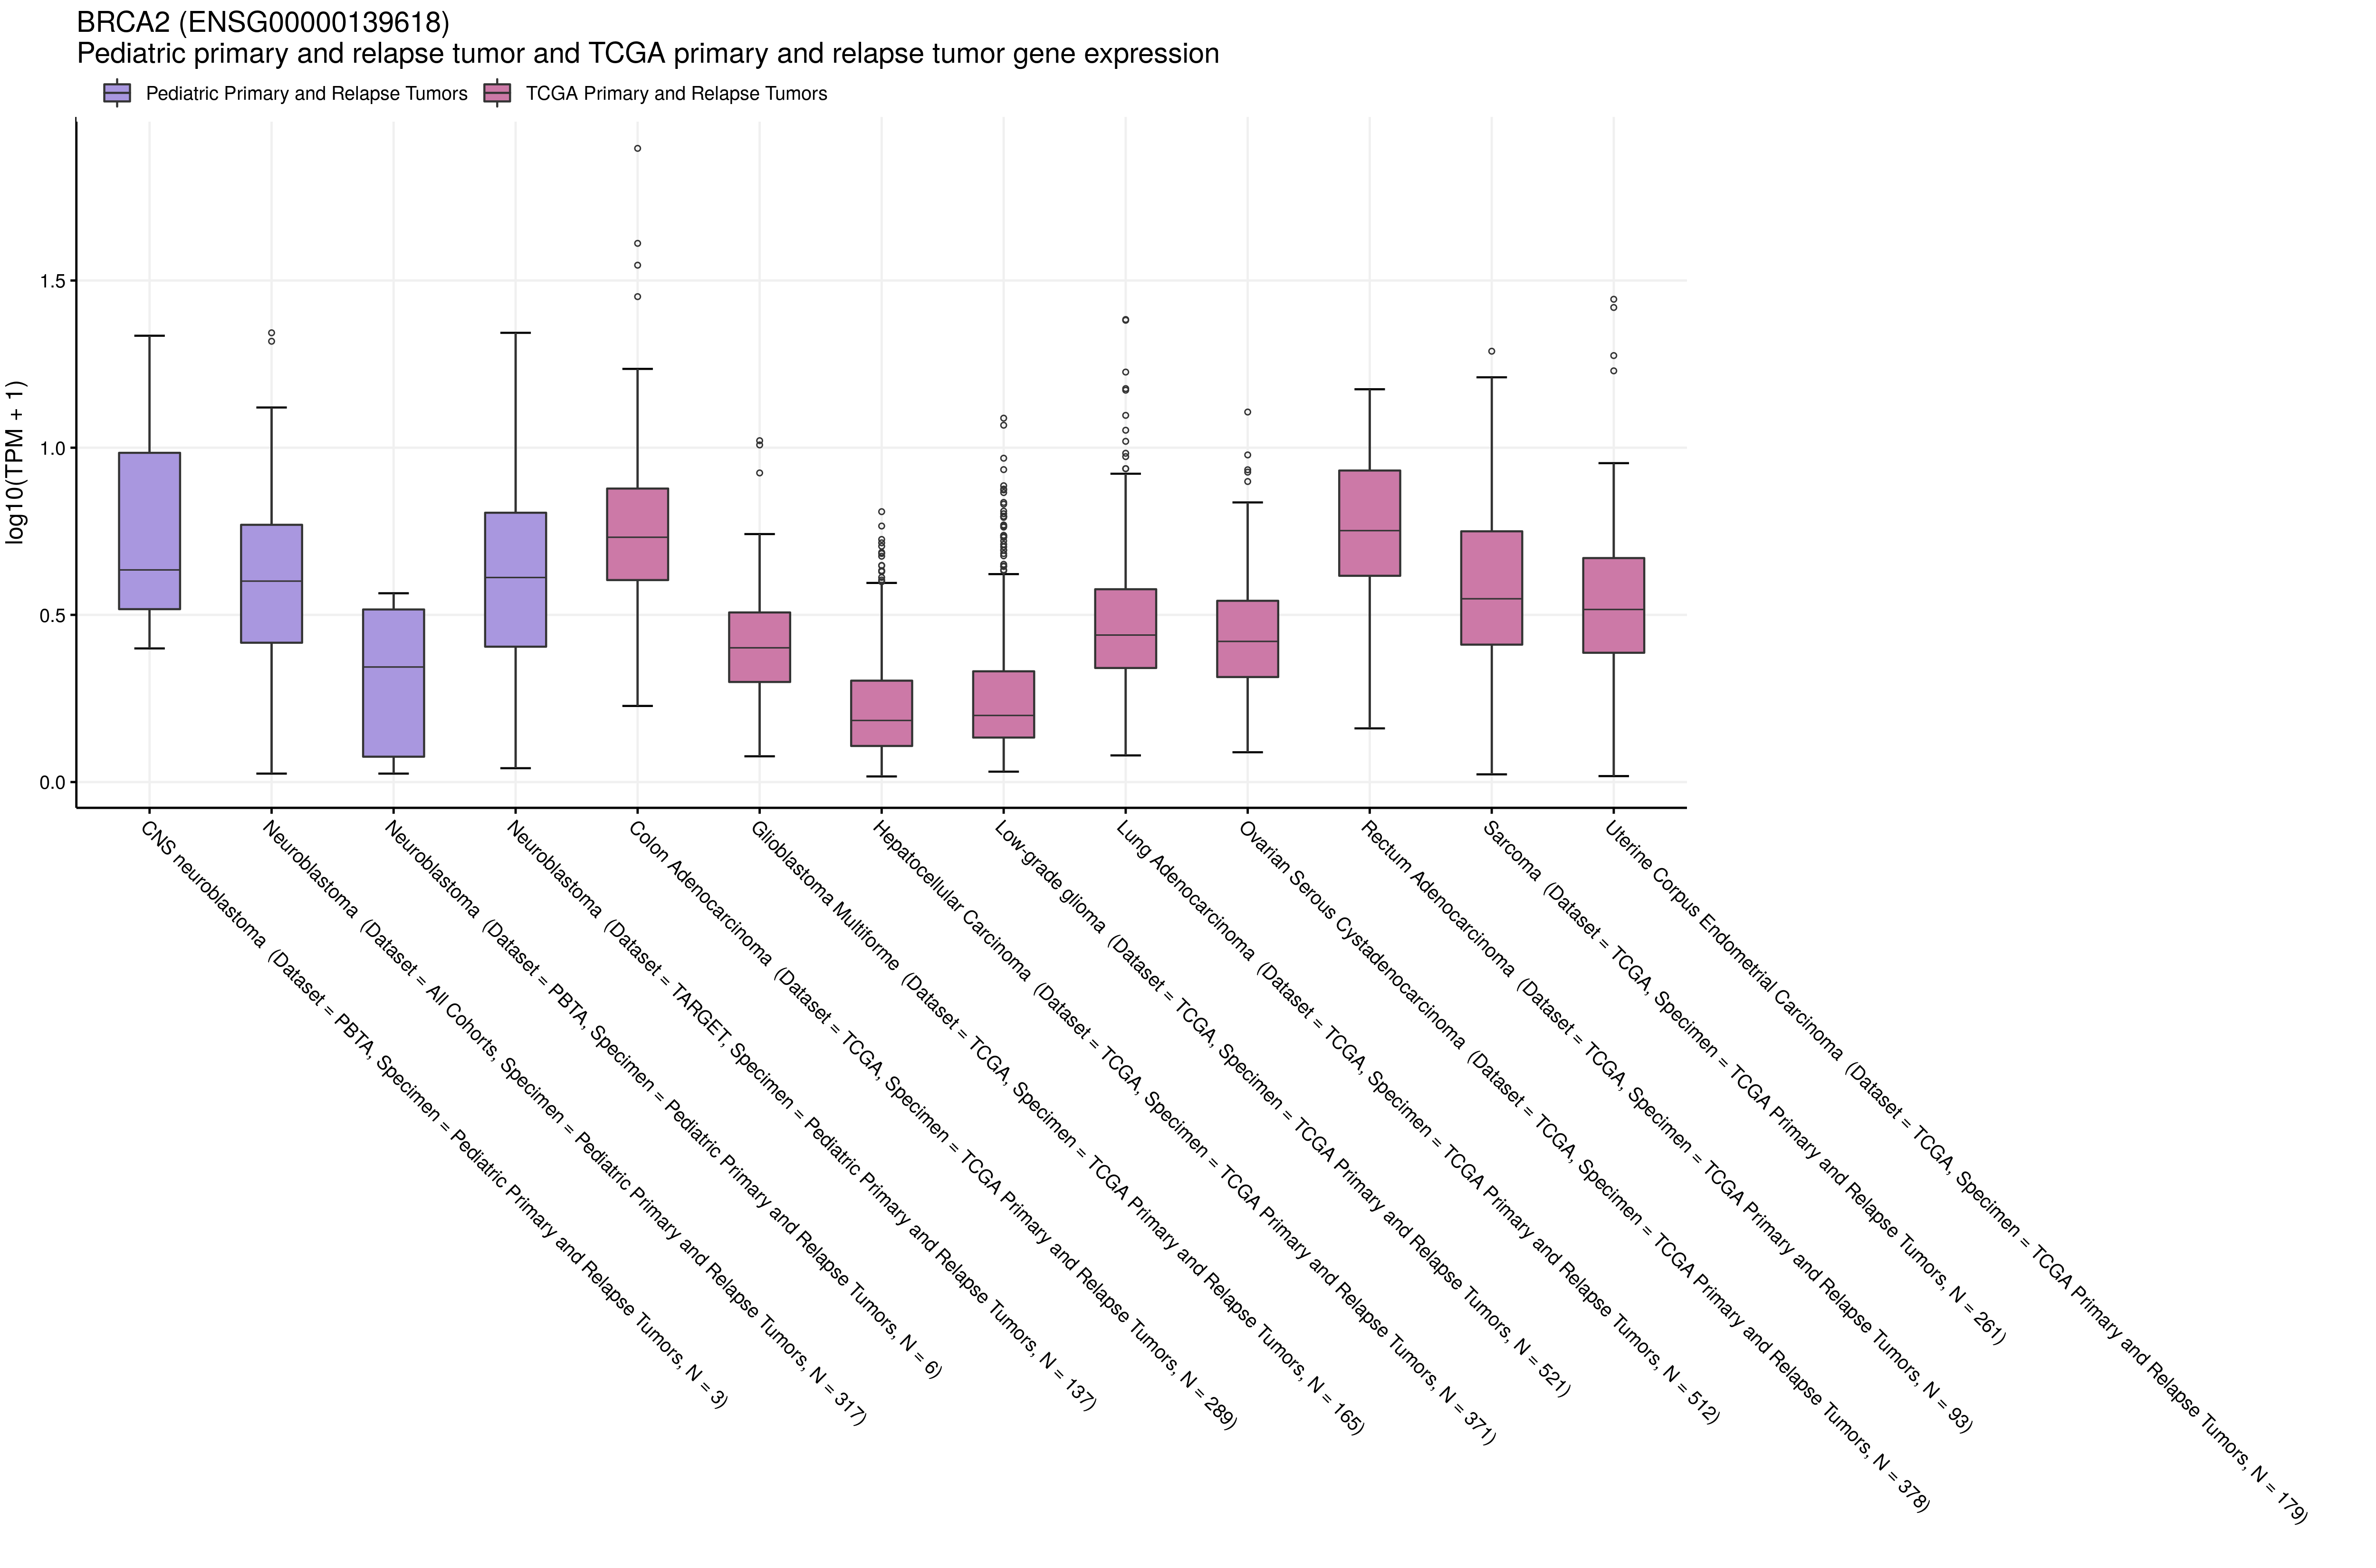 BRCA2 (ENSG00000139618)
Pediatric primary and relapse tumor and TCGA primary and relapse tumor gene expression
Pediatric Primary and Relapse Tumors
TCGA Primary and Relapse Tumors
log10(TPM + 1)
1.5
1.0
0.5
0.0
CNS neuroblastoma (Dataset = PBTA, Specimen = Pediatric Primary and Relapse Tumors, N = 3)
Neuroblastoma (Dataset = All Cohorts, Specimen = Pediatric Primary and Relapse Tumors, N = 317)
Neuroblastoma (Dataset = PBTA, Specimen = Pediatric Primary and Relapse Tumors, N = 6)
Neuroblastoma (Dataset = TARGET, Specimen = Pediatric Primary and Relapse Tumors, N = 137)
Colon Adenocarcinoma (Dataset = TCGA, Specimen = TCGA Primary and Relapse Tumors, N = 289)
Glioblastoma Multiforme (Dataset = TCGA, Specimen = TCGA Primary and Relapse Tumors, N = 165)
Hepatocellular Carcinoma (Dataset = TCGA, Specimen = TCGA Primary and Relapse Tumors, N = 371)
Low-grade glioma (Dataset = TCGA, Specimen = TCGA Primary and Relapse Tumors, N = 521)
Lung Adenocarcinoma (Dataset = TCGA, Specimen = TCGA Primary and Relapse Tumors, N = 512)
Ovarian Serous Cystadenocarcinoma (Dataset = TCGA, Specimen = TCGA Primary and Relapse Tumors, N = 378)
Rectum Adenocarcinoma (Dataset = TCGA, Specimen = TCGA Primary and Relapse Tumors, N = 93)
Sarcoma (Dataset = TCGA, Specimen = TCGA Primary and Relapse Tumors, N = 261)
Uterine Corpus Endometrial Carcinoma (Dataset = TCGA, Specimen = TCGA Primary and Relapse Tumors, N = 179)